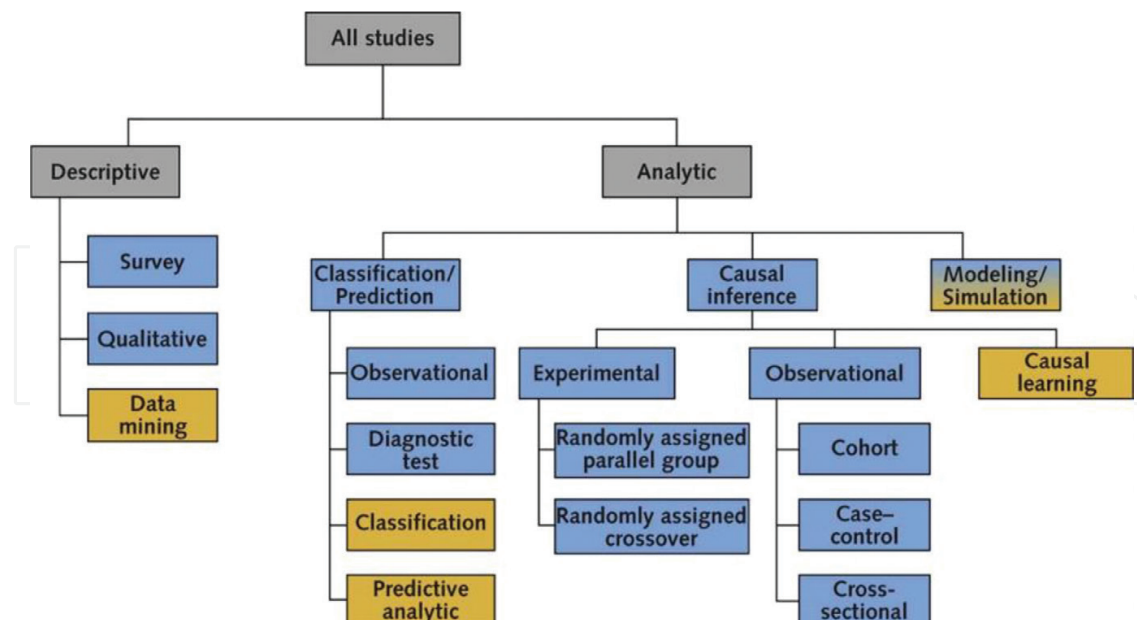 All studies
Descriptive
Analytic
Survey
Qualitative
Data
mining
Classification/
Prediction
Observational
Diagnostic
test
Classification
Predictive
analytic
Causal
inference
Experimental
Randomly assigned
parallel group
Randomly assigned
crossover
Observational
Cohort
Case–
control
Cross-
sectional
Causal
learning
Modeling/
Simulation